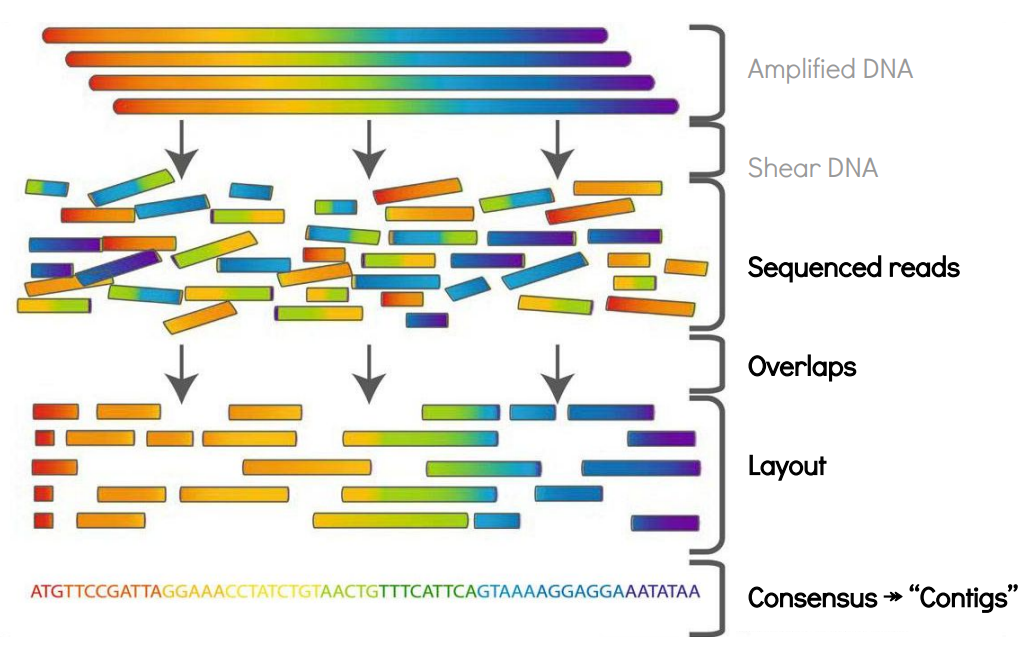 Amplified DNA
Shear DNA
Sequenced reads
Overlaps
Layout
ATGTTCCGATTAGGAAACCTATCTGTAACTGTTTCATTCAGTAAAAGGAGGAAATATAA
Consensus ↠ “Contigs”